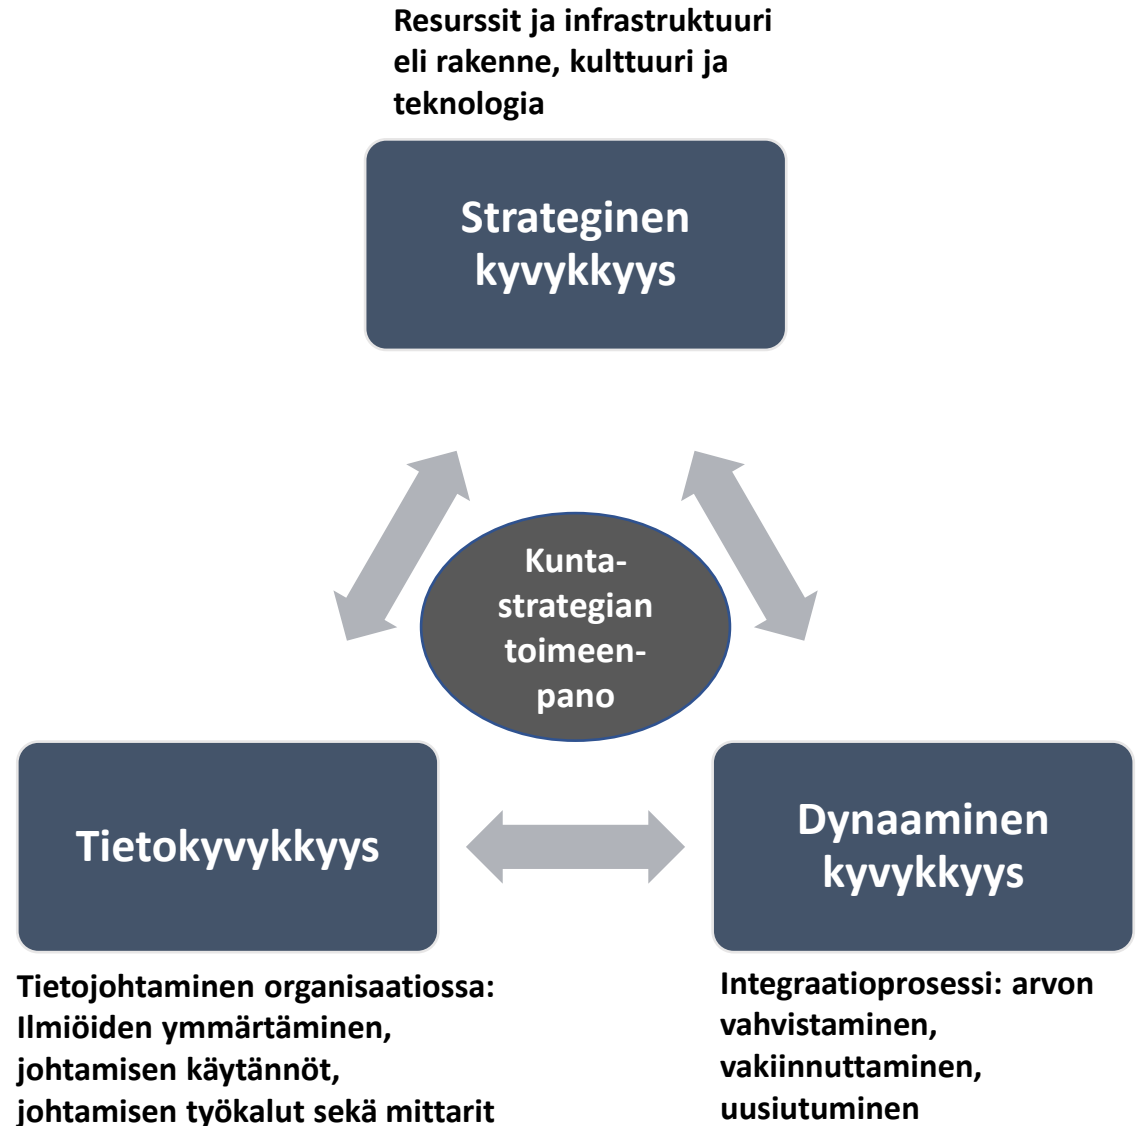 Resurssit ja infrastruktuuri
eli rakenne, kulttuuri ja
teknologia
Strateginen
kyvykkyys
Kunta-
strategian
toimeen-
pano
Tietokyvykkyys
Dynaaminen
kyvykkyys
Tietojohtaminen organisaatiossa:
Ilmiöiden ymmärtäminen,
johtamisen käytännöt,
johtamisen työkalut sekä mittarit
Integraatioprosessi: arvon
vahvistaminen,
vakiinnuttaminen,
uusiutuminen